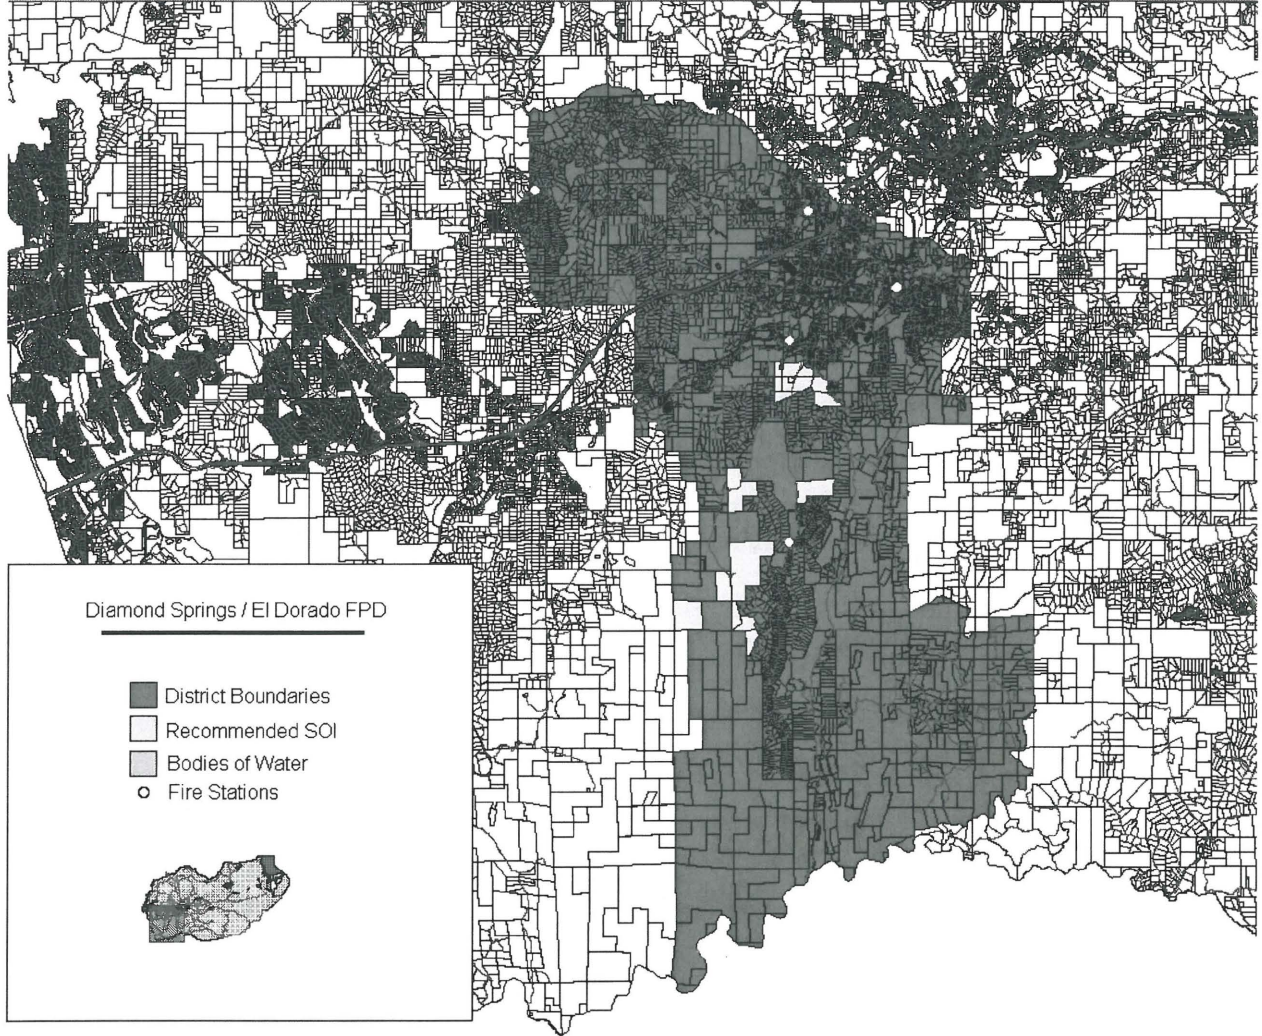 Diamond Springs / El Dorado FPD
District Boundaries
Recommended SOI
Bodies of Water
Fire Stations